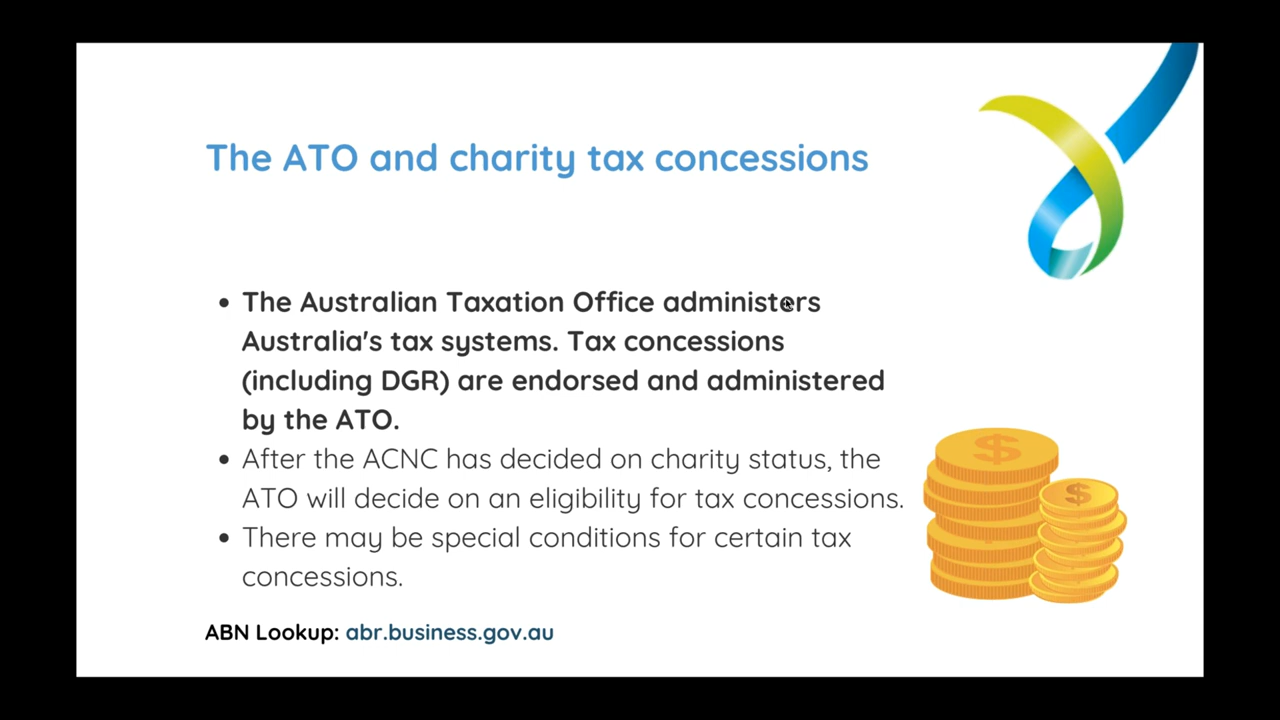 The ATO and charity tax concessions
• The Australian Taxation Office administers
Australia's tax systems. Tax concessions
(including DGR) are endorsed and administered
by the ATO.
• After the ACNC has decided on charity status, the
ATO will decide on an eligibility for tax concessions.
• There may be special conditions for certain tax
concessions.
ABN Lookup: abr.business.gov.au
$
$